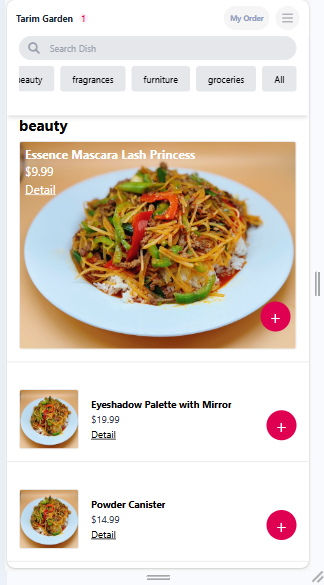 Tarim Garden 1
My Order
Search Dish
eauty
fragrances
furniture
groceries
All
beauty
Essence Mascara Lash Princess
$9.99
Detail
+
Eyeshadow Palette with Mirror
$19.99
Detail
+
Powder Canister
$14.99
Detail
+